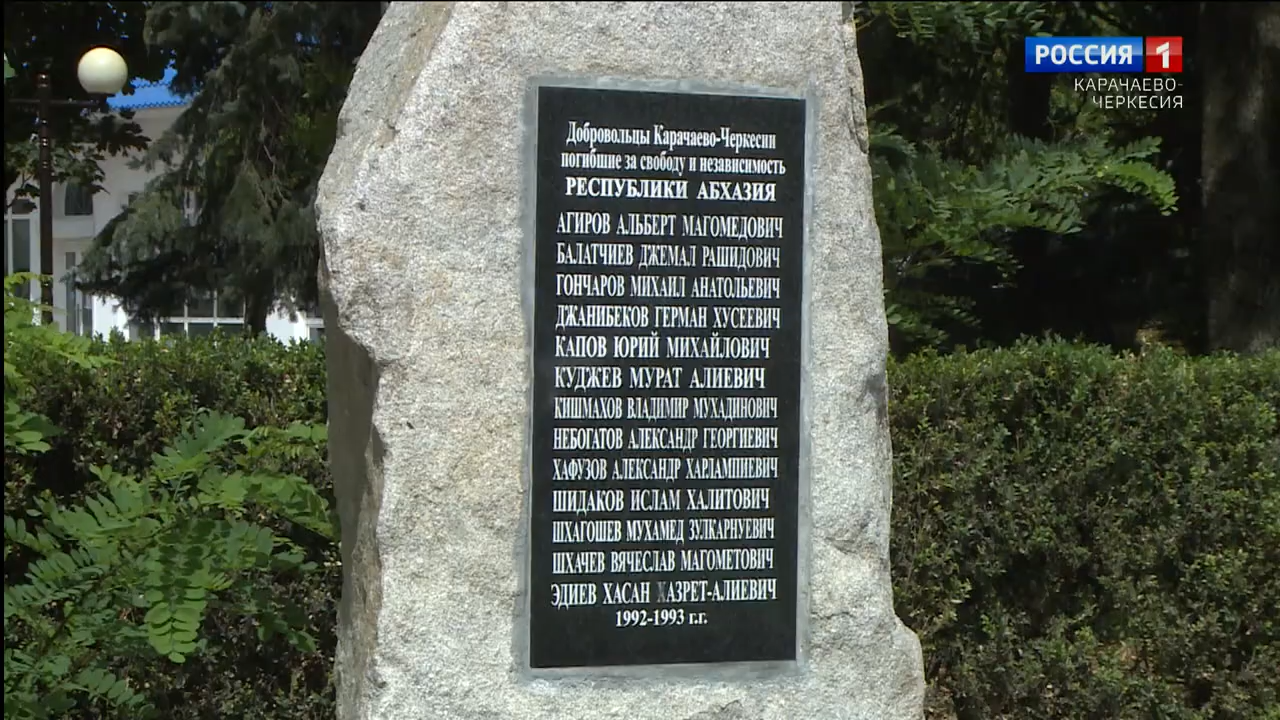 РОССИЯ 1
КАРАЧАЕВО-
ЧЕРКЕСИЯ
Добровольцы Карачаево-Черкесии
погибшие за свободу и независимость
РЕСПУБЛИКИ АБХАЗИЯ
АГИРОВ АЛЬБЕРТ МАГОМЕДОВИЧ
БАЛАТЧИЕВ ДЖЕМАЛ РАШИДОВИЧ
ГОНЧАРОВ МИХАИЛ АНАТОЛЬЕВИЧ
ДЖАНИБЕКОВ ГЕРМАН ХУСЕЕВИЧ
КАПОВ ЮРИЙ МИХАЙЛОВИЧ
КУДЖЕВ МУРАТ АЛИЕВИЧ
КИШМАХОВ ВЛАДИМИР МУХАДИНОВИЧ
НЕБОГАТОВ АЛЕКСАНДР ГЕОРГИЕВИЧ
ХАФУЗОВ АЛЕКСАНДР ХАРЛАМПИЕВИЧ
ШИДАКОВ ИСЛАМ ХАЛИТОВИЧ
ШХАГОШЕВ МУХАМЕД ЗУЛКАРНУЕВИЧ
ШХАЧЕВ ВЯЧЕСЛАВ МАГОМЕТОВИЧ
ЭДИЕВ ХАСАН ХАЗРЕТ-АЛИЕВИЧ
1992-1993 г.г.